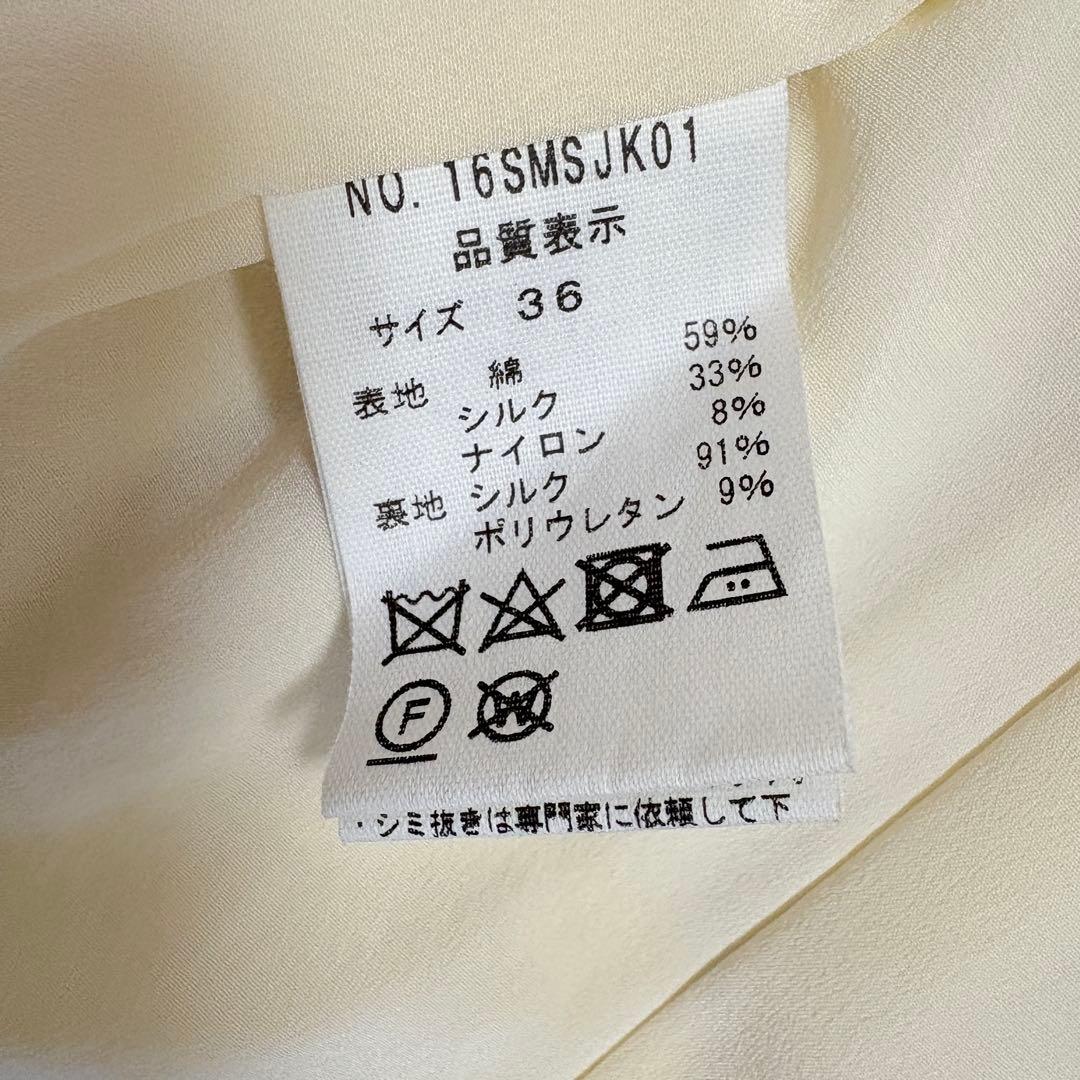 NO. 16SMSJK01
品質表示
サイズ 36
表地 綿 59%
シルク 33%
ナイロン 8%
裏地 シルク 91%
ポリウレタン 9%
F
W
・シミ抜きは専門家に依頼して下